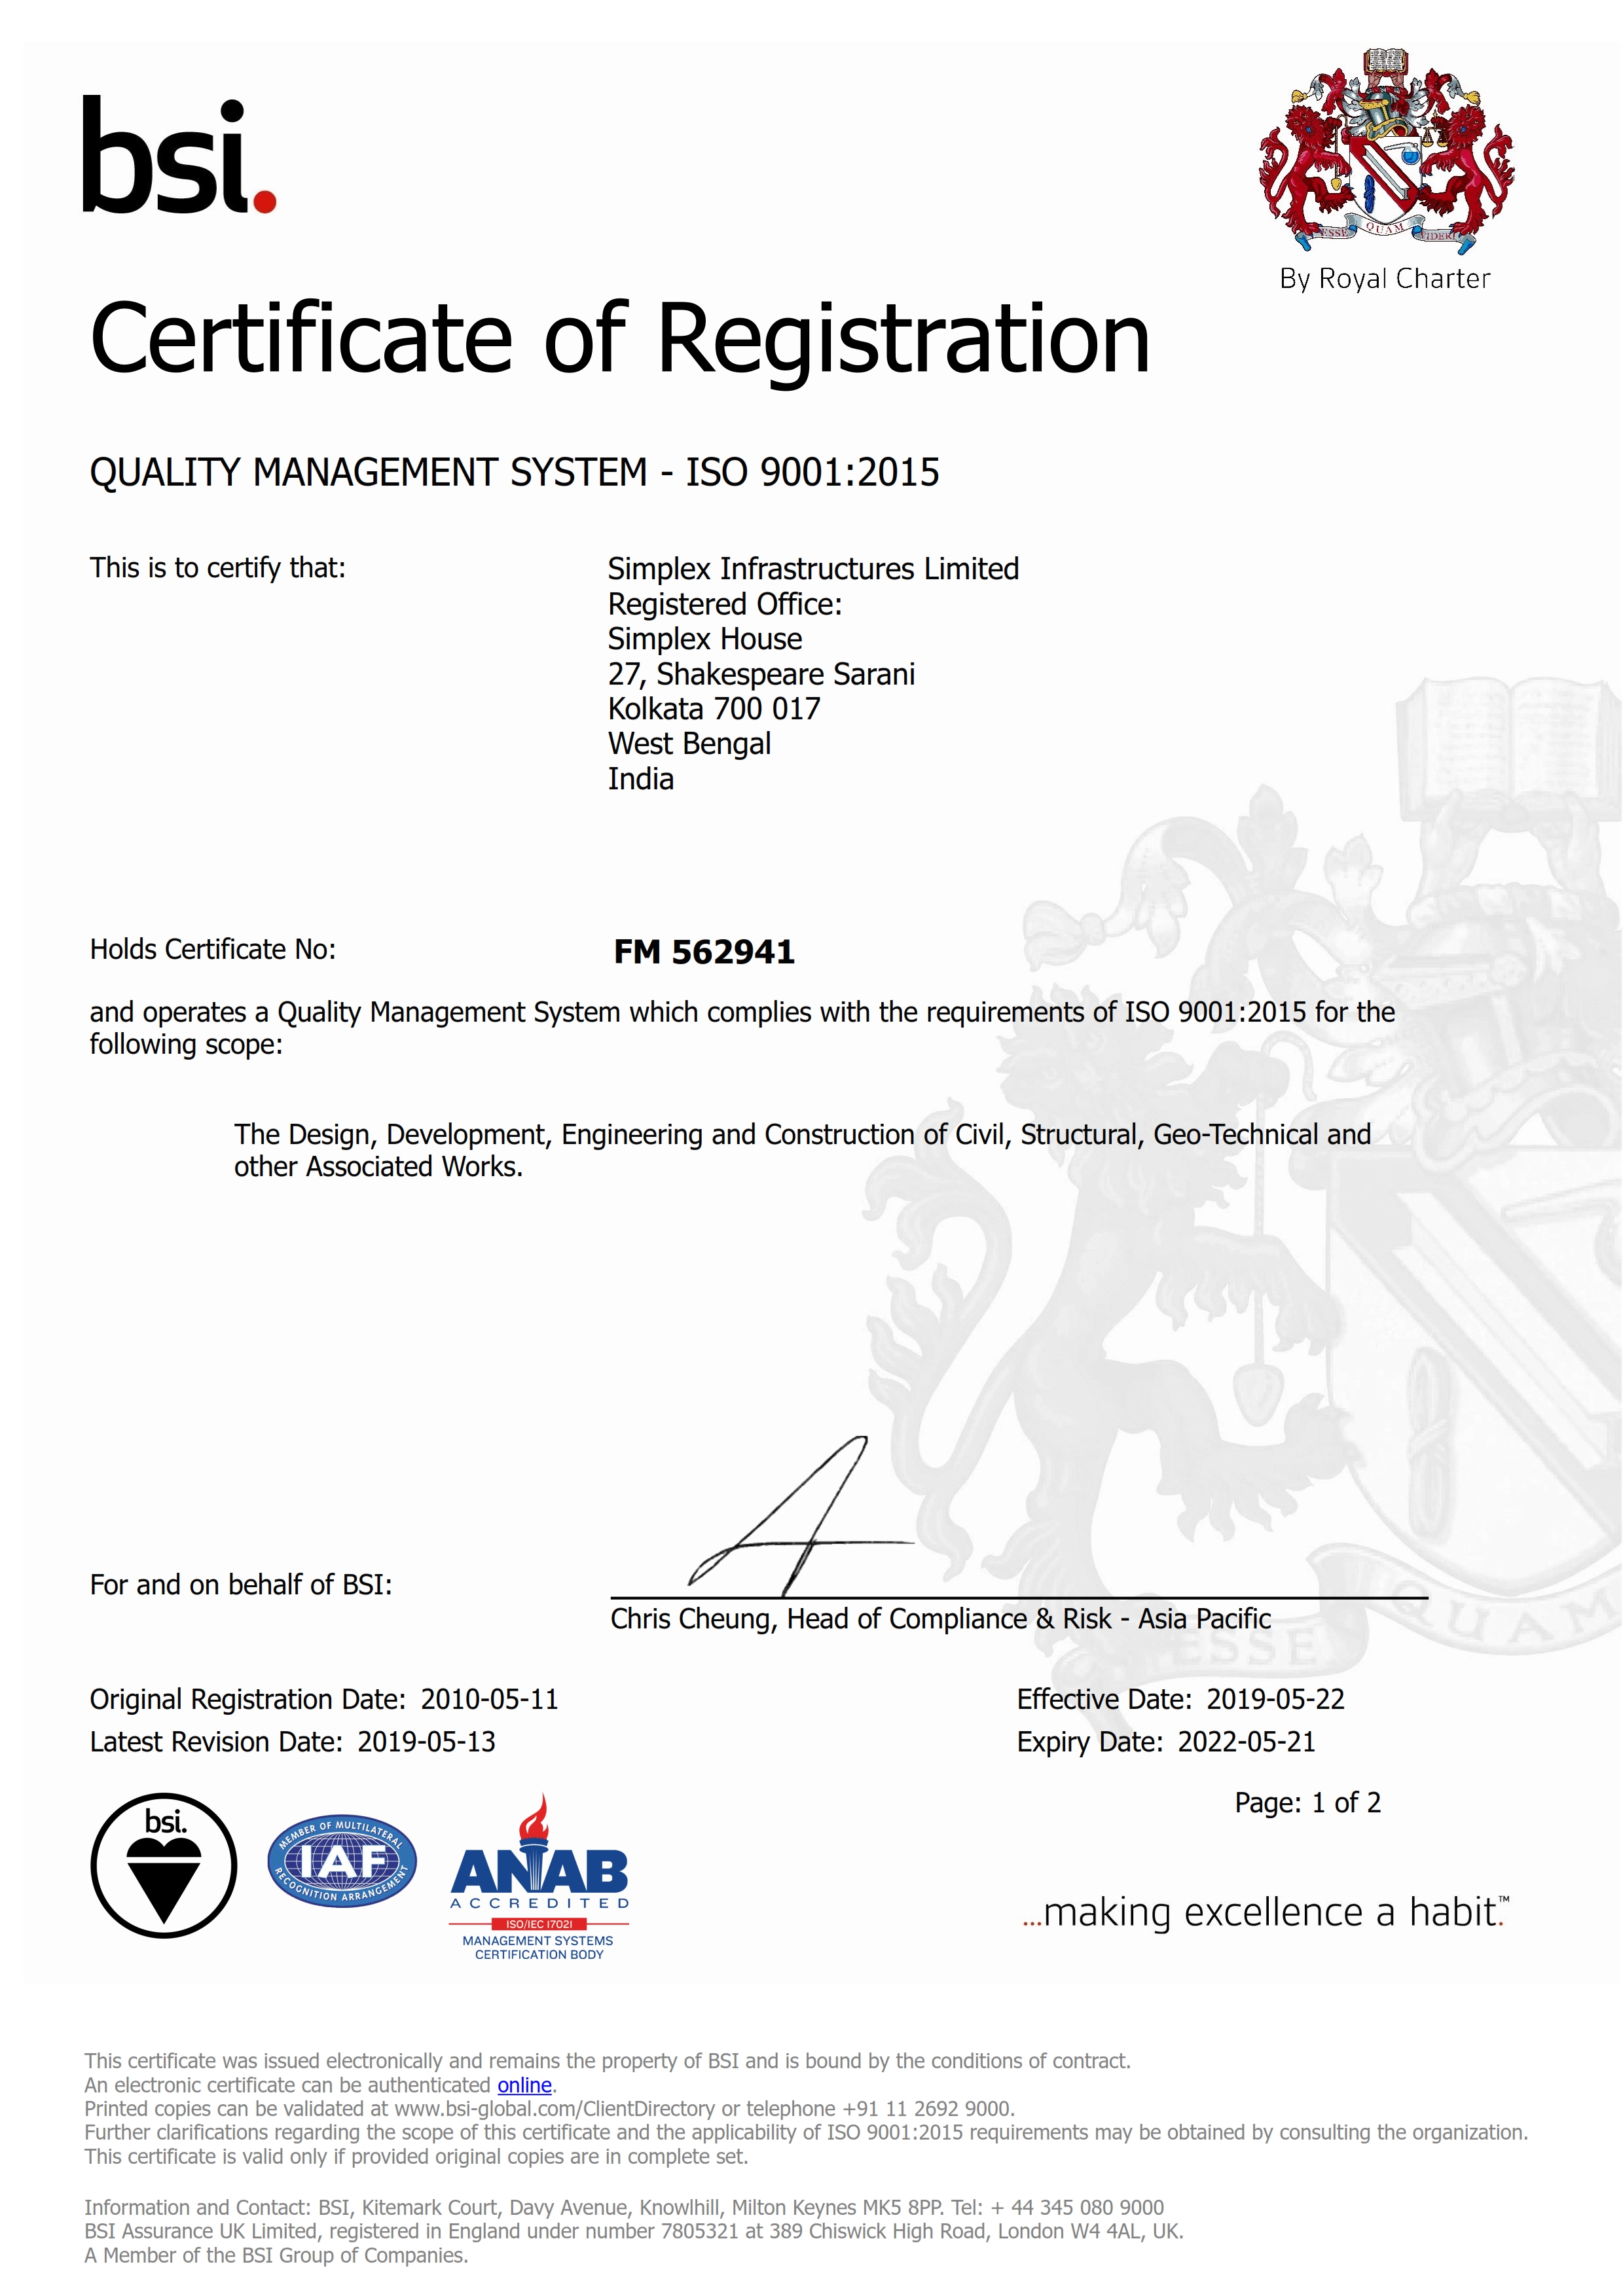 bsi.
ESSE QUAM VIDERI
By Royal Charter
Certificate of Registration
QUALITY MANAGEMENT SYSTEM - ISO 9001:2015
This is to certify that:
Simplex Infrastructures Limited
Registered Office:
Simplex House
27, Shakespeare Sarani
Kolkata 700 017
West Bengal
India
Holds Certificate No:
FM 562941
and operates a Quality Management System which complies with the requirements of ISO 9001:2015 for the
following scope:
The Design, Development, Engineering and Construction of Civil, Structural, Geo-Technical and
other Associated Works.
For and on behalf of BSI:
Chris Cheung, Head of Compliance & Risk - Asia Pacific
ESSE QUAM
Original Registration Date: 2010-05-11
Effective Date: 2019-05-22
Latest Revision Date: 2019-05-13
Expiry Date: 2022-05-21
Page: 1 of 2
bsi.
MEMBER OF MULTILATERAL
IAF
RECOGNITION ARRANGEMENT
ANAB
ACCREDITED
ISO/IEC 17021
MANAGEMENT SYSTEMS
CERTIFICATION BODY
...making excellence a habit.™
This certificate was issued electronically and remains the property of BSI and is bound by the conditions of contract.
An electronic certificate can be authenticated online.
Printed copies can be validated at www.bsi-global.com/ClientDirectory or telephone +91 11 2692 9000.
Further clarifications regarding the scope of this certificate and the applicability of ISO 9001:2015 requirements may be obtained by consulting the organization.
This certificate is valid only if provided original copies are in complete set.
Information and Contact: BSI, Kitemark Court, Davy Avenue, Knowlhill, Milton Keynes MK5 8PP. Tel: + 44 345 080 9000
BSI Assurance UK Limited, registered in England under number 7805321 at 389 Chiswick High Road, London W4 4AL, UK.
A Member of the BSI Group of Companies.